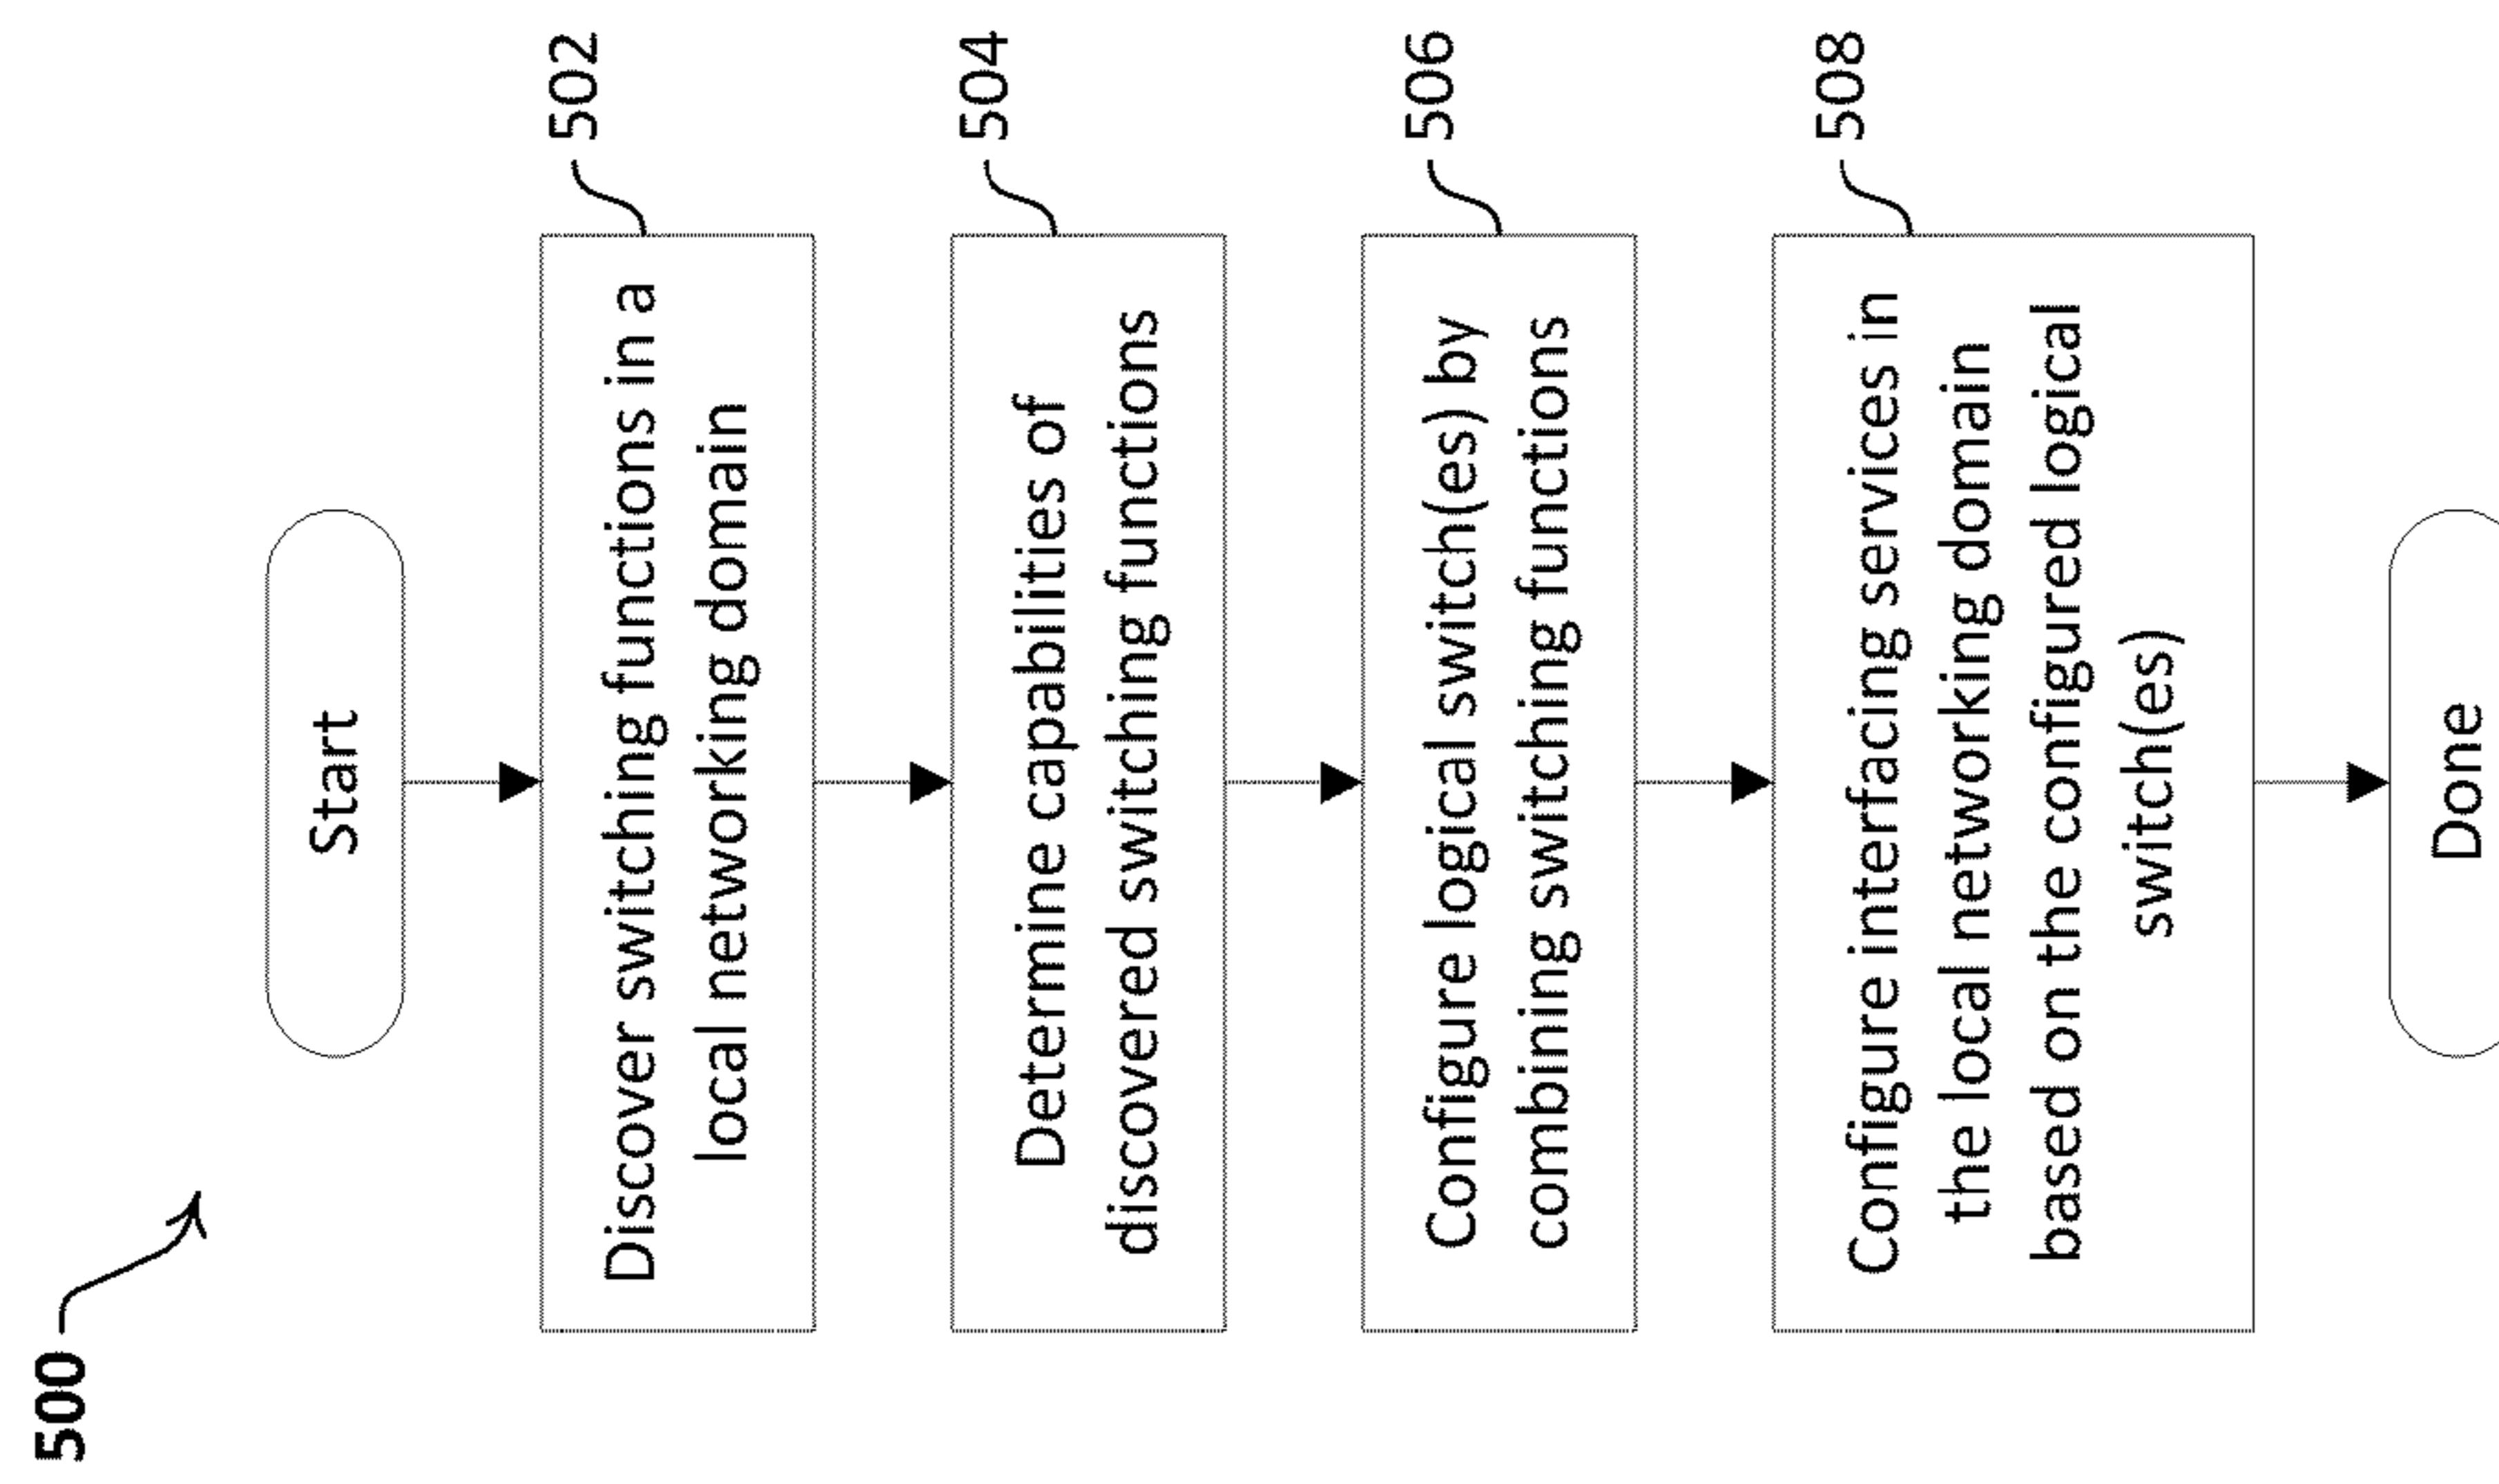 500
Start
502
Discover switching functions in a
local networking domain
504
Determine capabilities of
discovered switching functions
506
Configure logical switch(es) by
combining switching functions
508
Configure interfacing services in
the local networking domain
based on the configured logical
switch(es)
Done